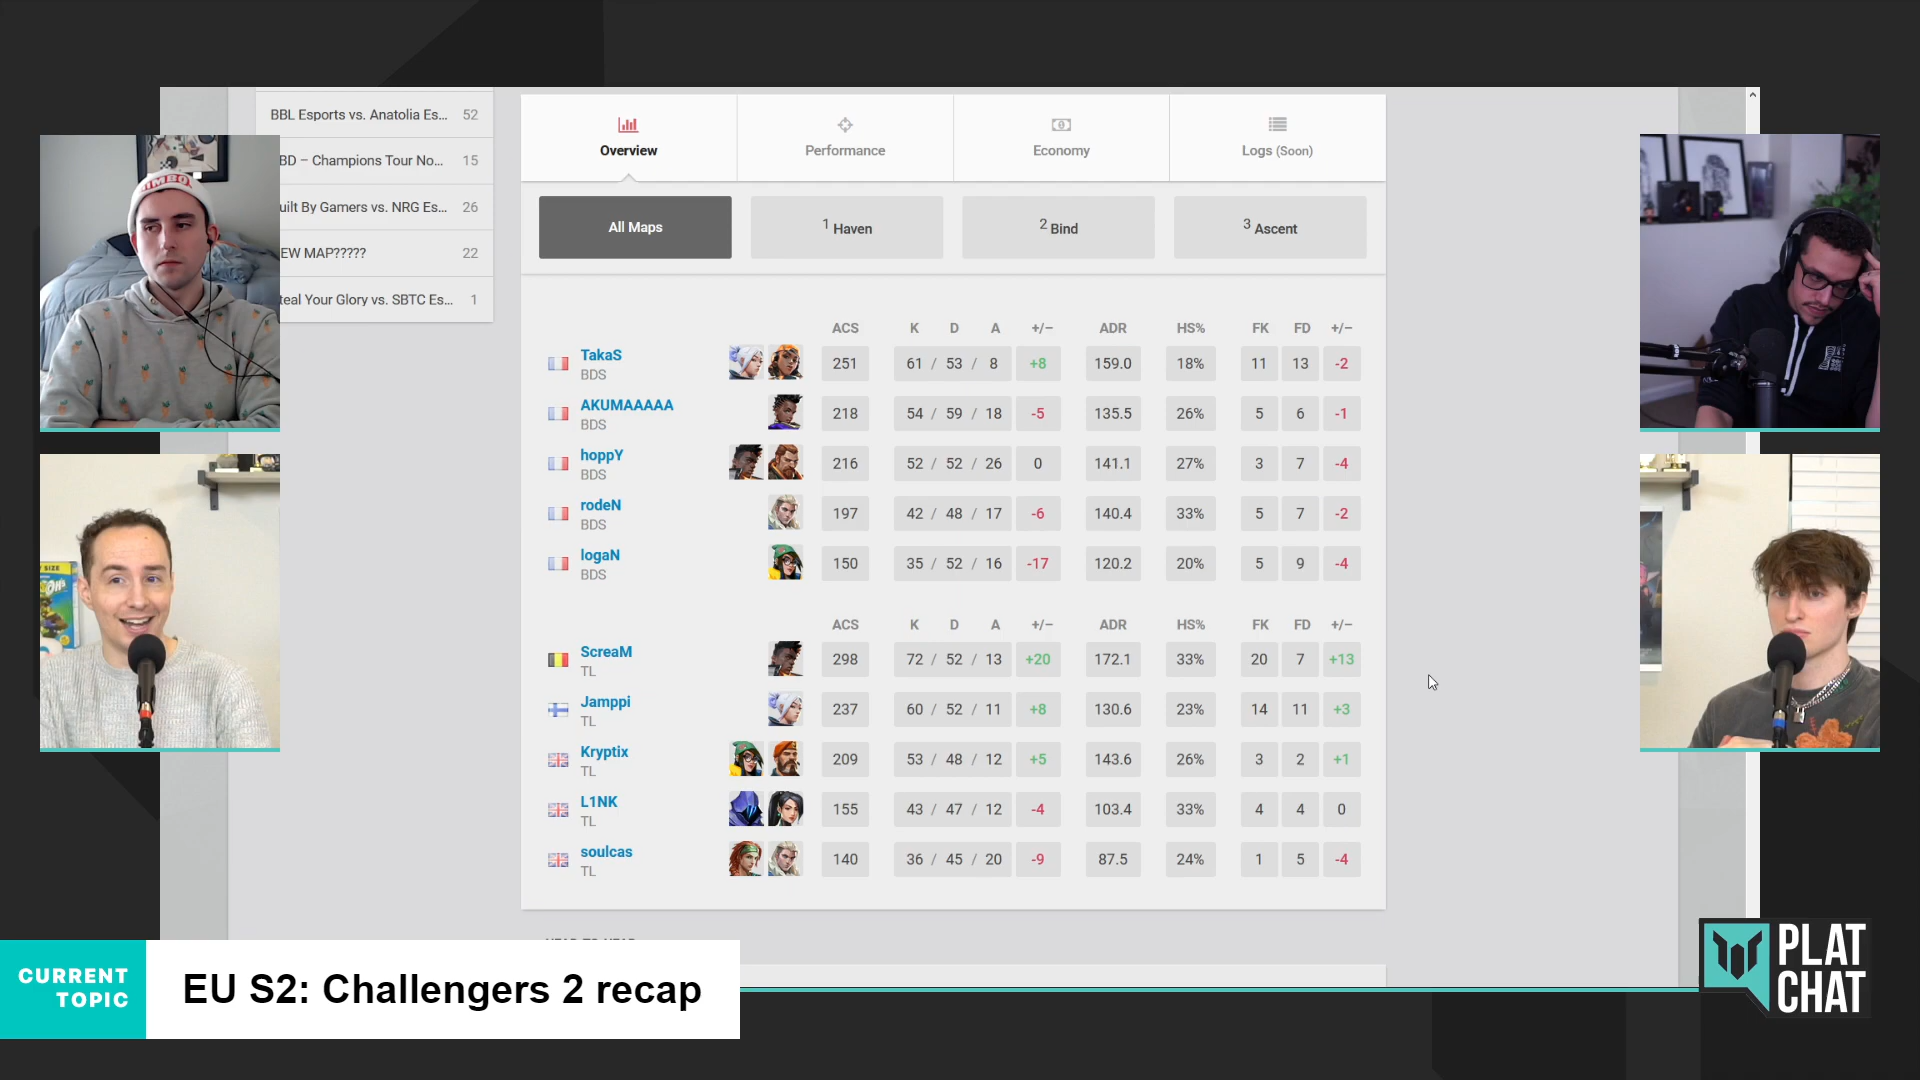 BBL Esports vs. Anatolia Es... 52
BD – Champions Tour No... 15
uilt By Gamers vs. NRG Es... 26
EW MAP????? 22
teal Your Glory vs. SBTC Es... 1
Overview
Performance
Economy
Logs (Soon)
All Maps
1 Haven
2 Bind
3 Ascent
ACS K D A +/– ADR HS% FK FD +/–
TakaS 251 61 / 53 / 8 +8 159.0 18% 11 13 -2
BDS
AKUMAAAAA 218 54 / 59 / 18 -5 135.5 26% 5 6 -1
BDS
hoppY 216 52 / 52 / 26 0 141.1 27% 3 7 -4
BDS
rodeN 197 42 / 48 / 17 -6 140.4 33% 5 7 -2
BDS
logaN 150 35 / 52 / 16 -17 120.2 20% 5 9 -4
BDS
ACS K D A +/– ADR HS% FK FD +/–
ScreaM 298 72 / 52 / 13 +20 172.1 33% 20 7 +13
TL
Jamppi 237 60 / 52 / 11 +8 130.6 23% 14 11 +3
TL
Kryptix 209 53 / 48 / 12 +5 143.6 26% 3 2 +1
TL
L1NK 155 43 / 47 / 12 -4 103.4 33% 4 4 0
TL
soulcas 140 36 / 45 / 20 -9 87.5 24% 1 5 -4
TL
CURRENT
TOPIC
EU S2: Challengers 2 recap
PLAT
CHAT